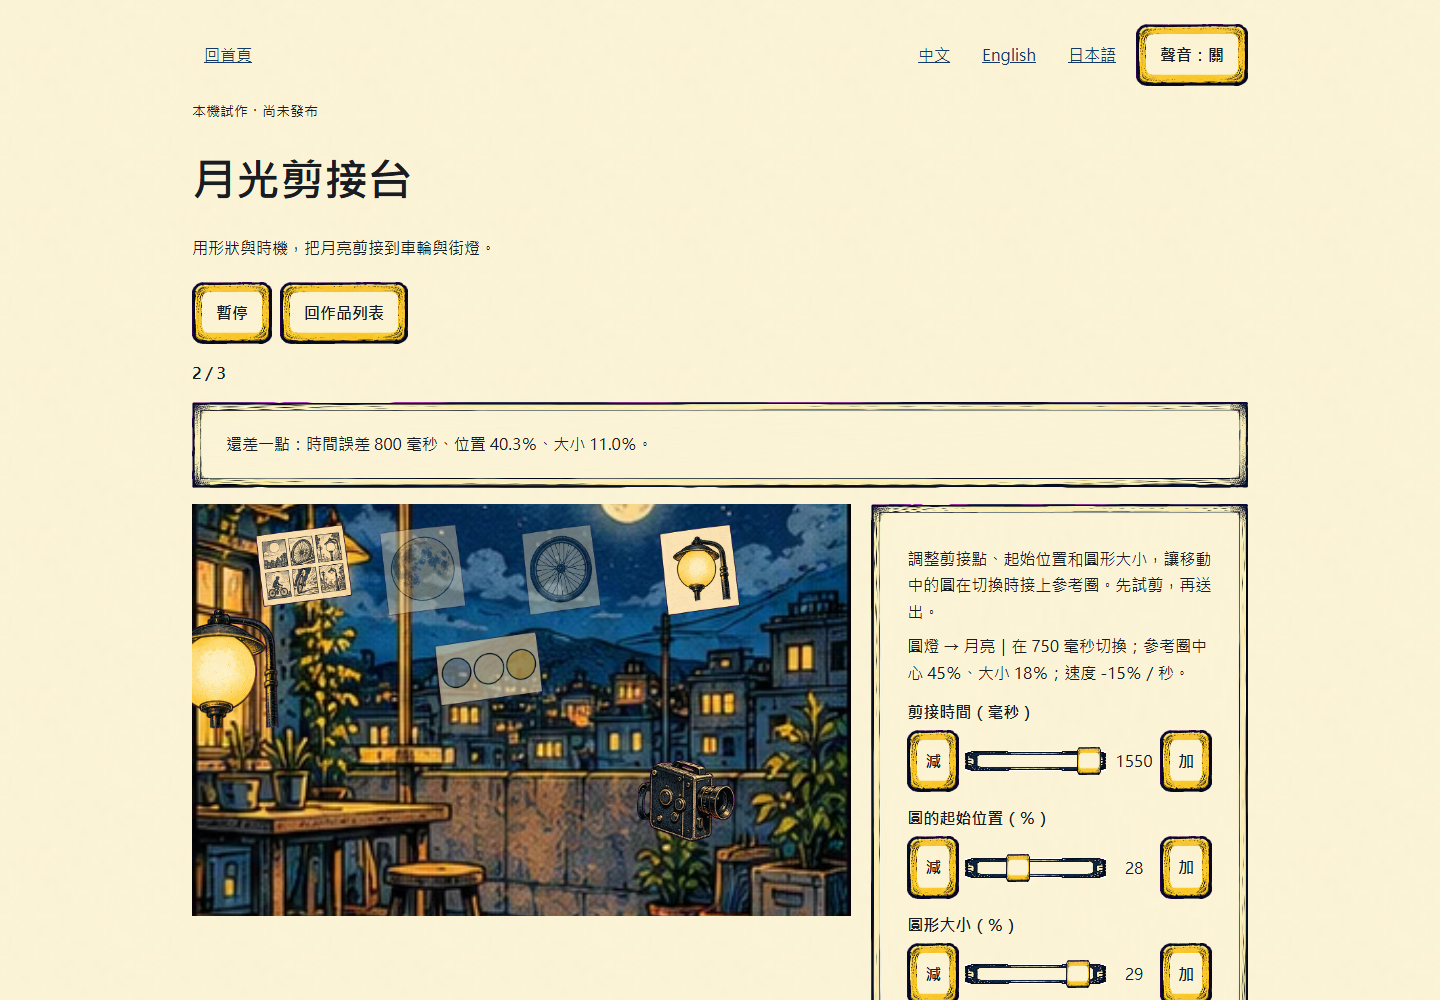 回首頁
中文 English 日本語 聲音：關
本機試作・尚未發布
月光剪接台
用形狀與時機，把月亮剪接到車輪與街燈。
暫停 回作品列表
2 / 3
還差一點：時間誤差 800 毫秒、位置 40.3%、大小 11.0%。
調整剪接點、起始位置和圓形大小，讓移動
中的圓在切換時接上參考圈。先試剪，再送
出。
圓燈 → 月亮 | 在 750 毫秒切換；參考圈中
心 45%、大小 18%；速度 -15% / 秒。
剪接時間（毫秒）
減 1550 加
圓的起始位置（%）
減 28 加
圓形大小（%）
減 29 加